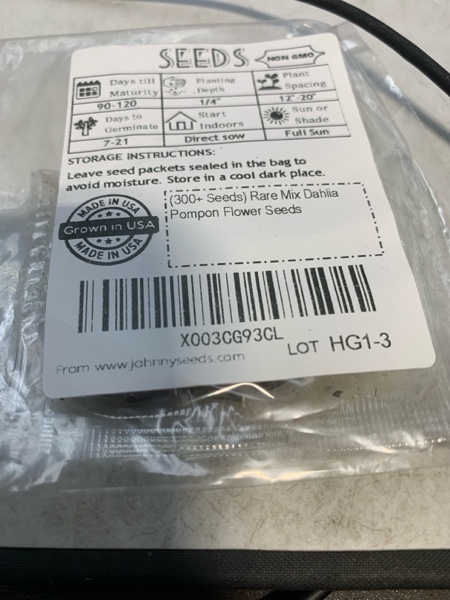 SEEDS NON GMO
Days till Maturity
90-120
Planting Depth
1/4"
Plant Spacing
12"-20"
Days to Germinate
7-21
Start Indoors
Direct sow
Sun or Shade
Full Sun
STORAGE INSTRUCTIONS:
Leave seed packets sealed in the bag to
avoid moisture. Store in a cool dark place.
MADE IN USA
Grown in USA
MADE IN USA
(300+ Seeds) Rare Mix Dahlia
Pompon Flower Seeds
X003CG93CL
LOT HG1-3
From www.johnnyseeds.com